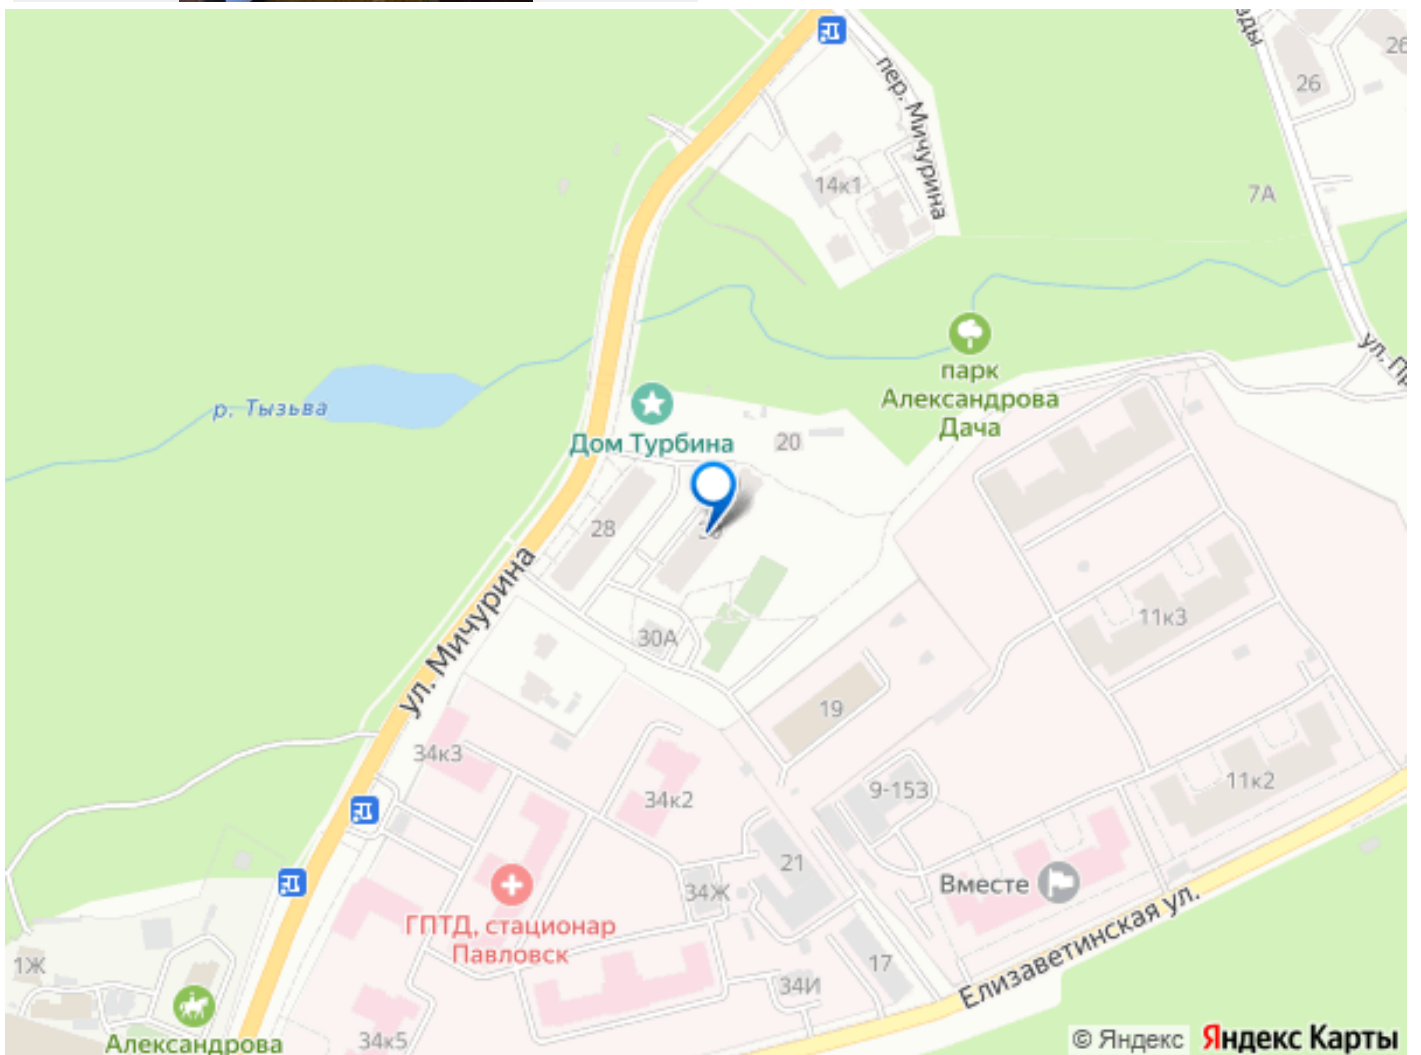 26
26
пер. Мичурина
14к1
7А
парк
Александрова
Дача
р. Тызьва
Дом Турбина
20
28
30
ул. Мичурина
30А
11к3
19
34к3
34к2
9-153
11к2
21
Вместе
34Ж
ГПТД, стационар
Павловск
Елизаветинская ул.
17
1Ж
34И
34к5
Александрова
© Яндекс Яндекс Карты